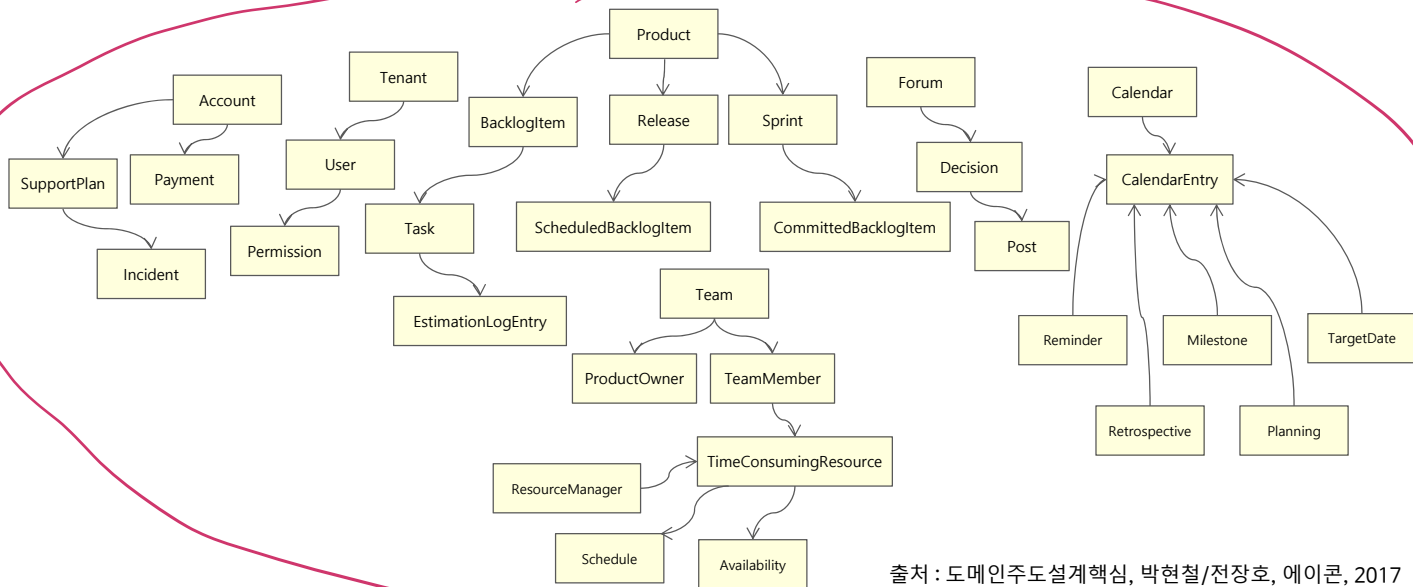 Product
Tenant
Forum
Calendar
Account
BacklogItem
Release
Sprint
User
Decision
CalendarEntry
SupportPlan
Payment
Task
ScheduledBacklogItem
CommittedBacklogItem
Permission
Post
Incident
Team
EstimationLogEntry
Reminder
Milestone
TargetDate
ProductOwner
TeamMember
Retrospective
Planning
TimeConsumingResource
ResourceManager
Schedule
Availability
출처 : 도메인주도설계핵심, 박현철/전장호, 에이콘, 2017